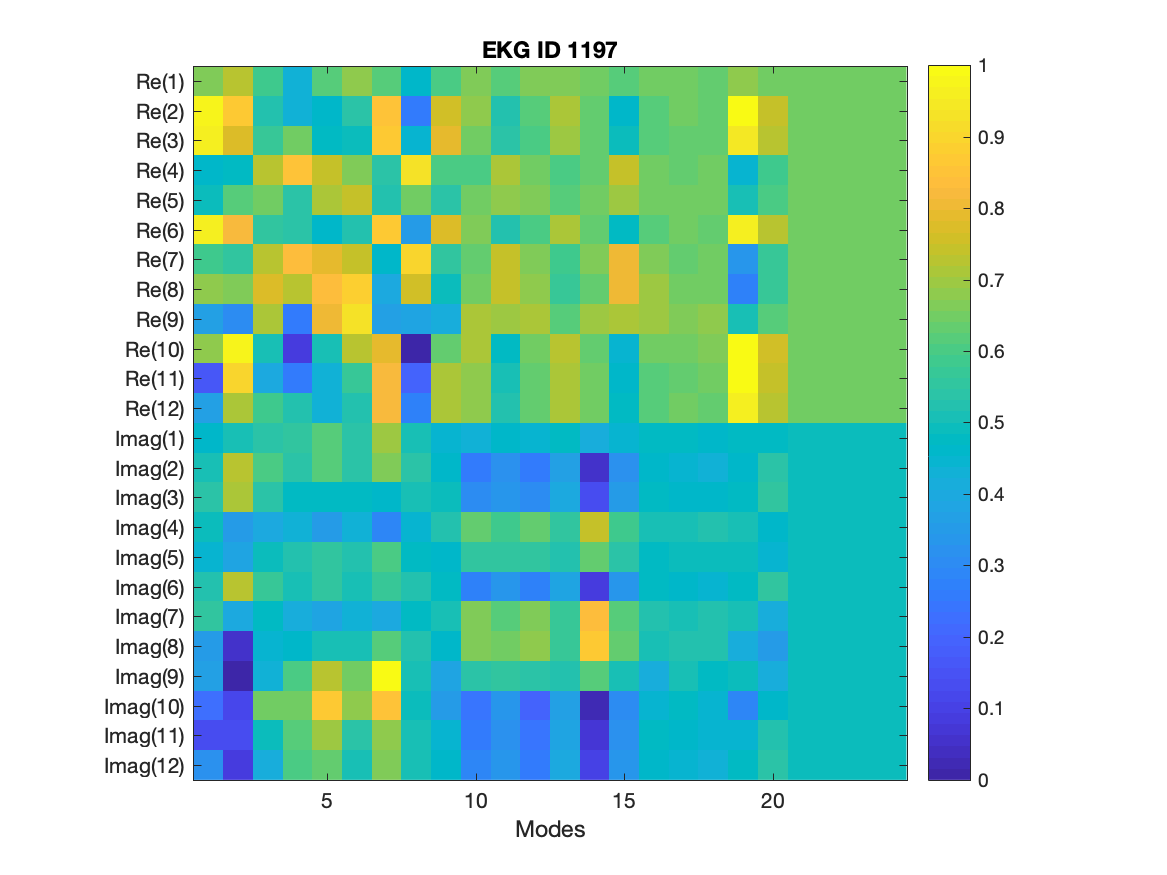 EKG ID 1197
Re(1)
Re(2)
Re(3)
Re(4)
Re(5)
Re(6)
Re(7)
Re(8)
Re(9)
Re(10)
Re(11)
Re(12)
Imag(1)
Imag(2)
Imag(3)
Imag(4)
Imag(5)
Imag(6)
Imag(7)
Imag(8)
Imag(9)
Imag(10)
Imag(11)
Imag(12)
5 10 15 20
Modes
1
0.9
0.8
0.7
0.6
0.5
0.4
0.3
0.2
0.1
0